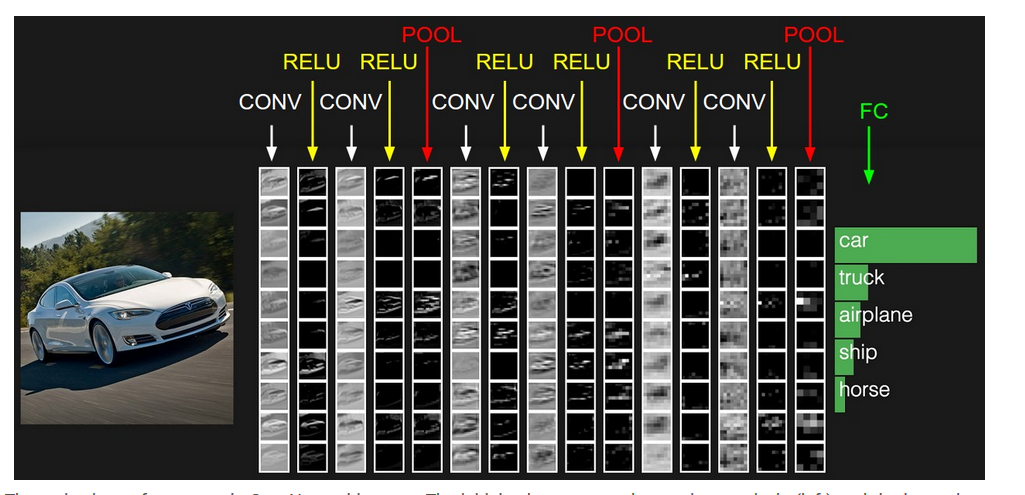 POOL POOL POOL
RELU RELU RELU RELU RELU RELU
CONV CONV CONV CONV CONV CONV
FC
car
truck
airplane
ship
horse